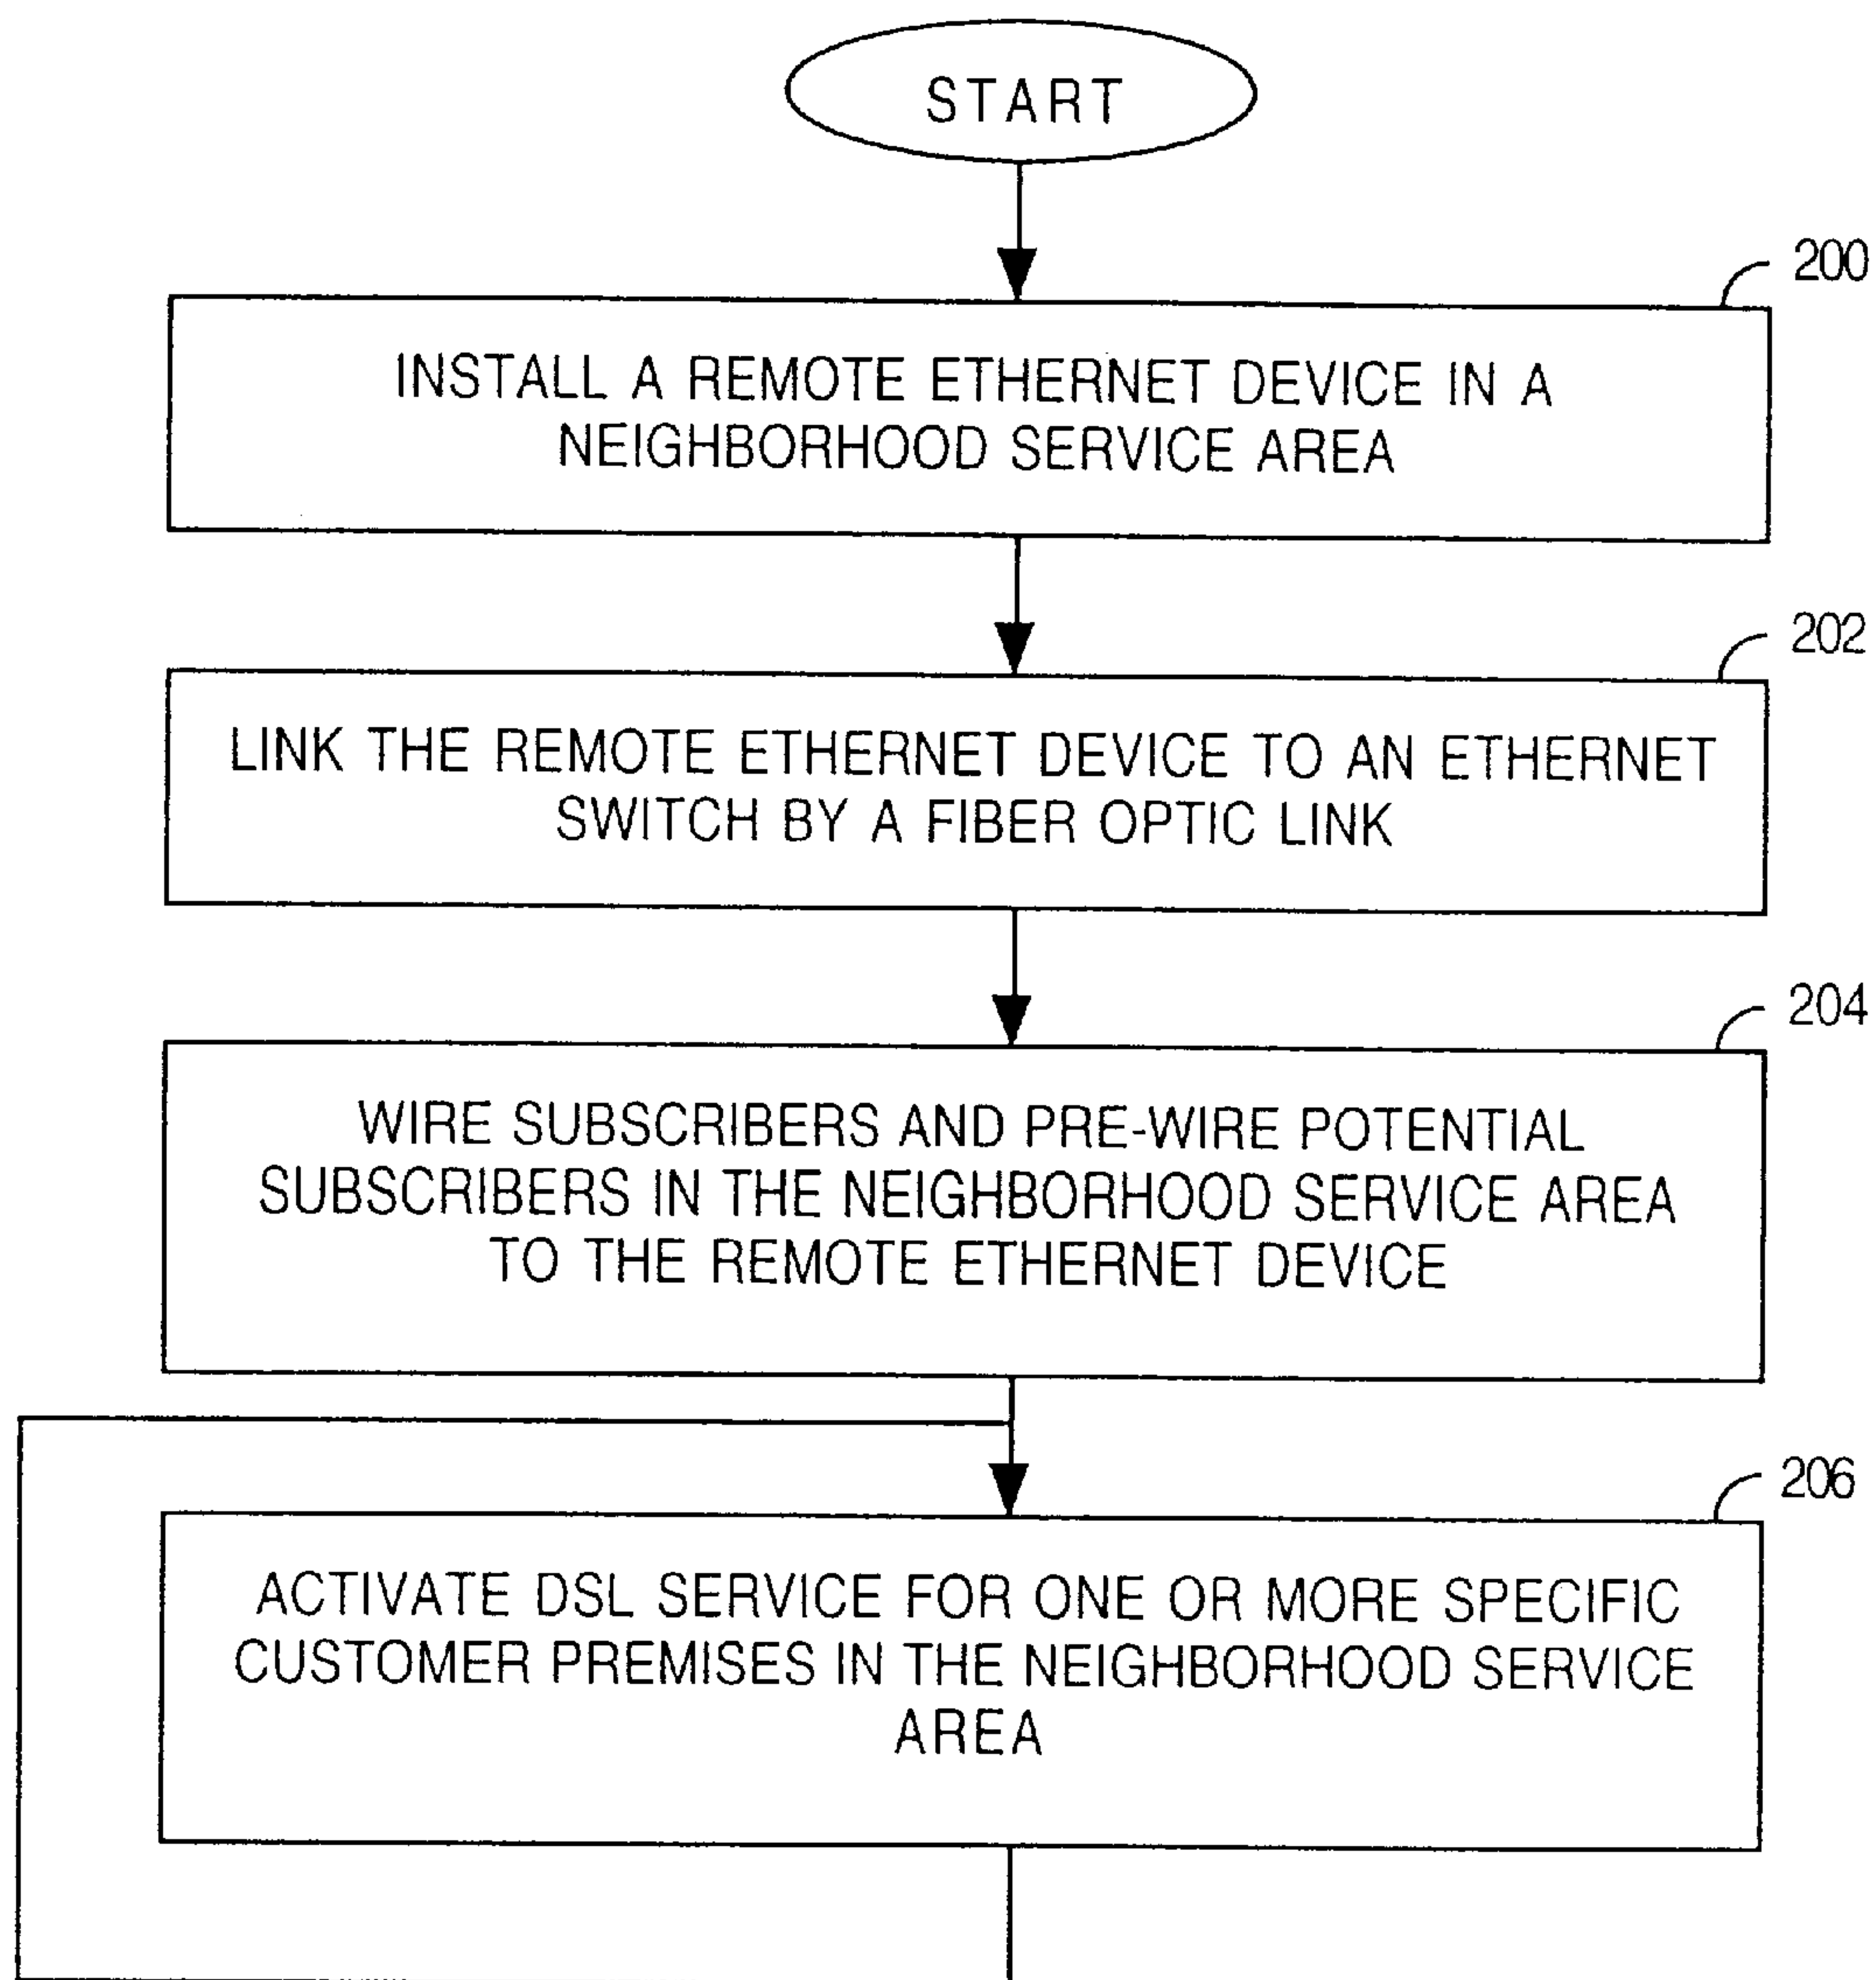 START
200
INSTALL A REMOTE ETHERNET DEVICE IN A
NEIGHBORHOOD SERVICE AREA
202
LINK THE REMOTE ETHERNET DEVICE TO AN ETHERNET
SWITCH BY A FIBER OPTIC LINK
204
WIRE SUBSCRIBERS AND PRE-WIRE POTENTIAL
SUBSCRIBERS IN THE NEIGHBORHOOD SERVICE AREA
TO THE REMOTE ETHERNET DEVICE
206
ACTIVATE DSL SERVICE FOR ONE OR MORE SPECIFIC
CUSTOMER PREMISES IN THE NEIGHBORHOOD SERVICE
AREA